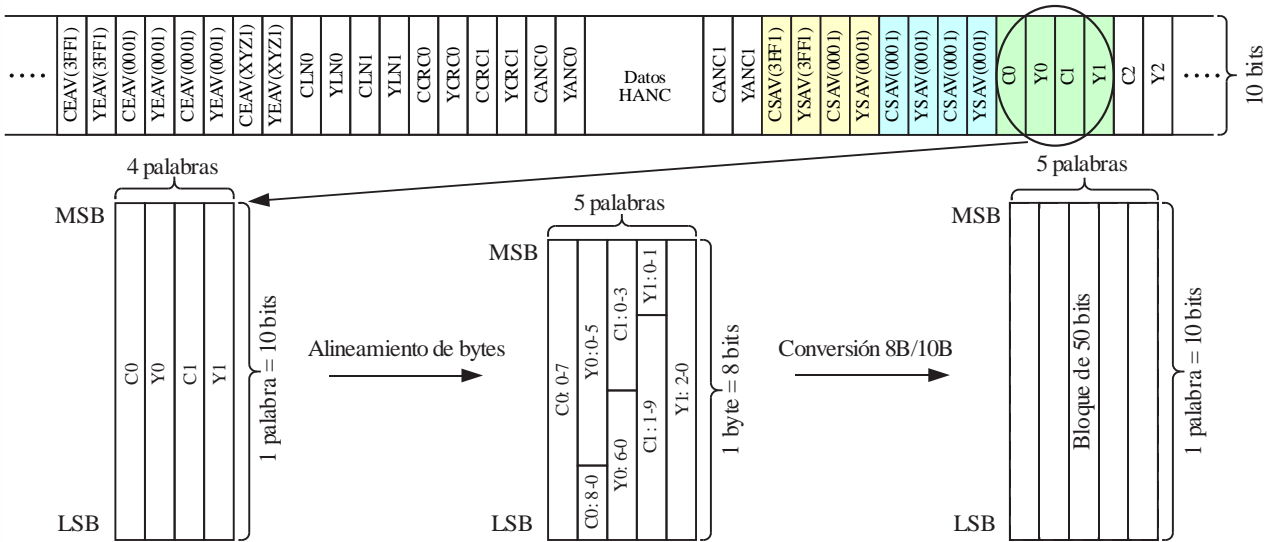 ····
CEAV(3FF1)
YEAV(3FF1)
CEAV(0001)
YEAV(0001)
CEAV(0001)
YEAV(0001)
CEAV(XYZ1)
YEAV(XYZ1)
CLN0
YLN0
CLN1
YLN1
CCRC0
YCRC0
CCRC1
YCRC1
CANC0
YANC0
Datos
HANC
CANC1
YANC1
CSAV(3FF1)
YSAV(3FF1)
CSAV(0001)
YSAV(0001)
CSAV(0001)
YSAV(0001)
CSAV(0001)
YSAV(0001)
C0
Y0
C1
Y1
C2
Y2
····
10 bits
4 palabras
MSB
LSB
C0
Y0
C1
Y1
1 palabra = 10 bits
Alineamiento de bytes
5 palabras
MSB
C0: 0-7
C0: 8-0
Y0: 0-5
Y0: 6-0
C1: 0-3
C1: 1-9
Y1: 0-1
Y1: 2-0
1 byte = 8 bits
LSB
Conversión 8B/10B
5 palabras
MSB
LSB
Bloque de 50 bits
1 palabra = 10 bits